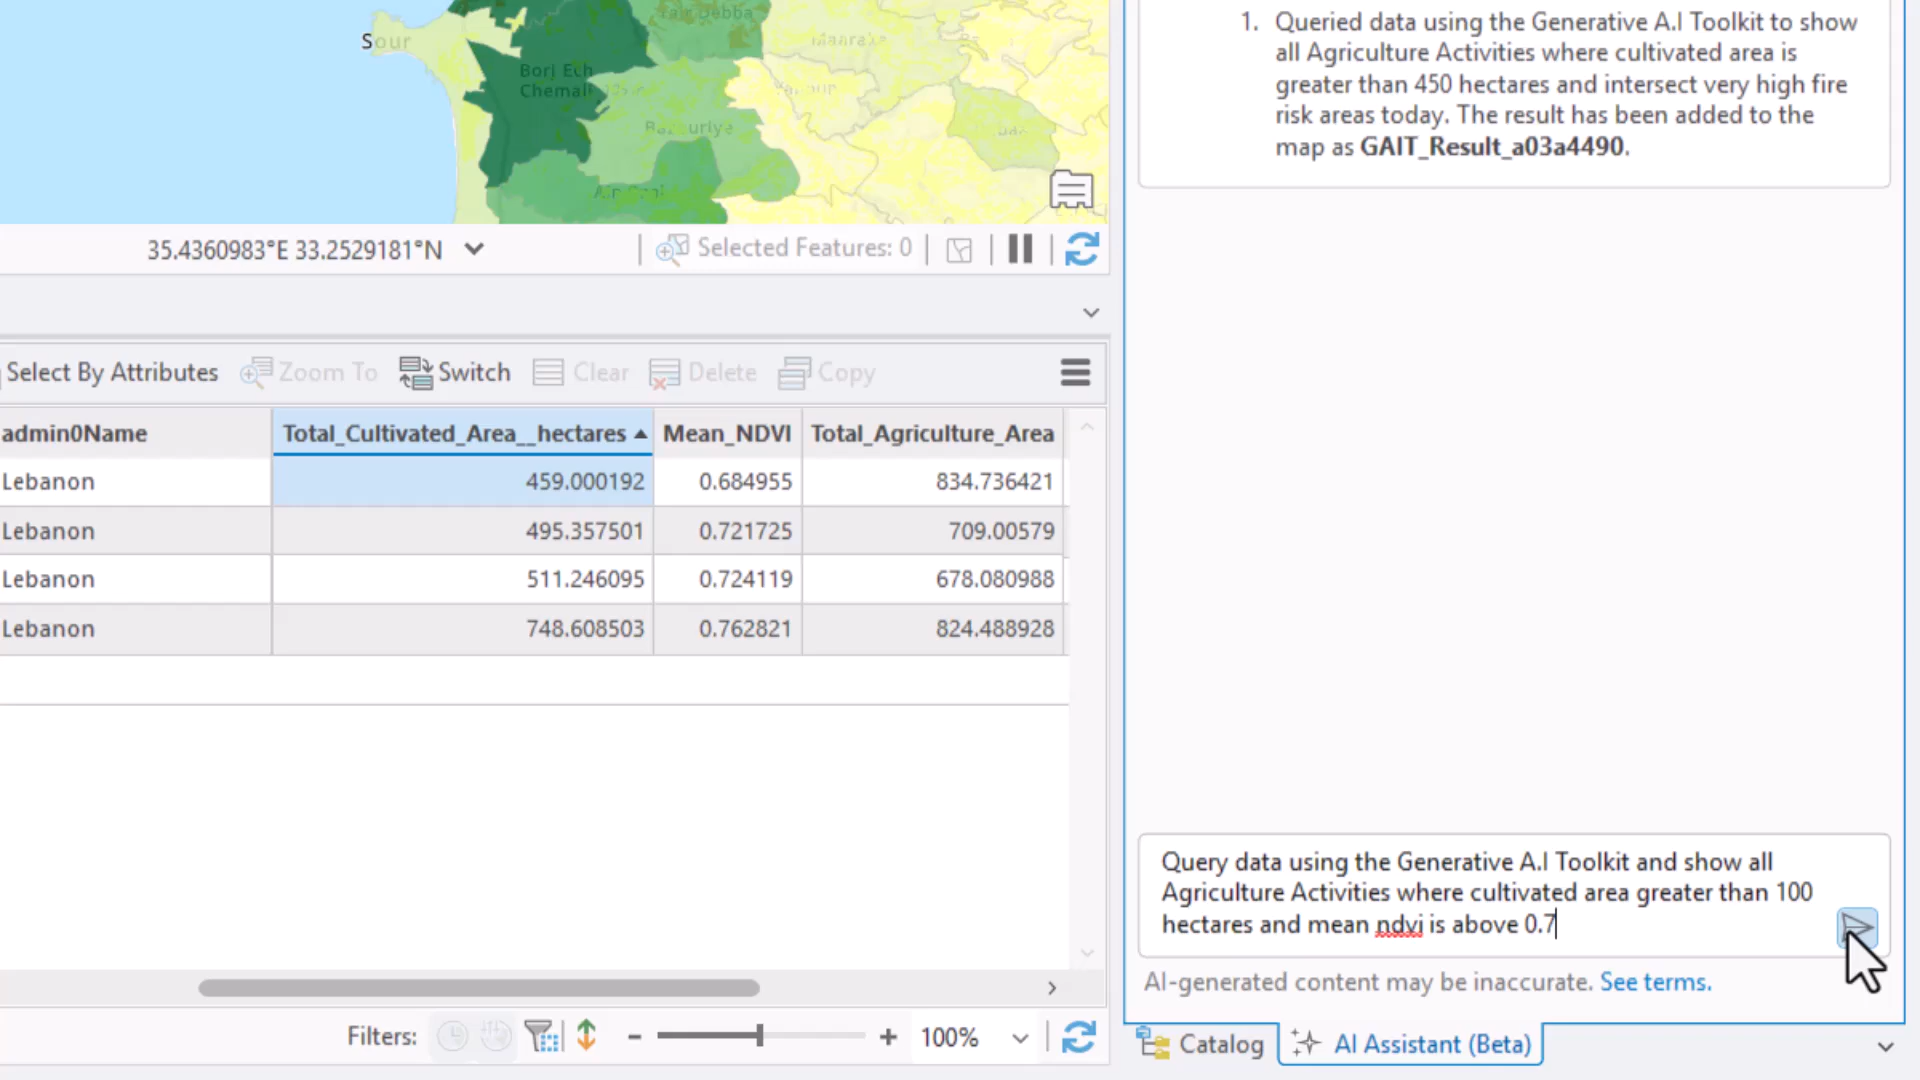 Sour
Borj Ech
Chemali
Bazouriye
1. Queried data using the Generative A.I Toolkit to show
all Agriculture Activities where cultivated area is
greater than 450 hectares and intersect very high fire
risk areas today. The result has been added to the
map as GAIT_Result_a03a4490.
35.4360983°E 33.2529181°N
Selected Features: 0
Select By Attributes Zoom To Switch Clear Delete Copy
admin0Name Total_Cultivated_Area__hectares Mean_NDVI Total_Agriculture_Area
Lebanon 459.000192 0.684955 834.736421
Lebanon 495.357501 0.721725 709.00579
Lebanon 511.246095 0.724119 678.080988
Lebanon 748.608503 0.762821 824.488928
Query data using the Generative A.I Toolkit and show all
Agriculture Activities where cultivated area greater than 100
hectares and mean ndvi is above 0.7
AI-generated content may be inaccurate. See terms.
Filters: - + 100%
Catalog AI Assistant (Beta)